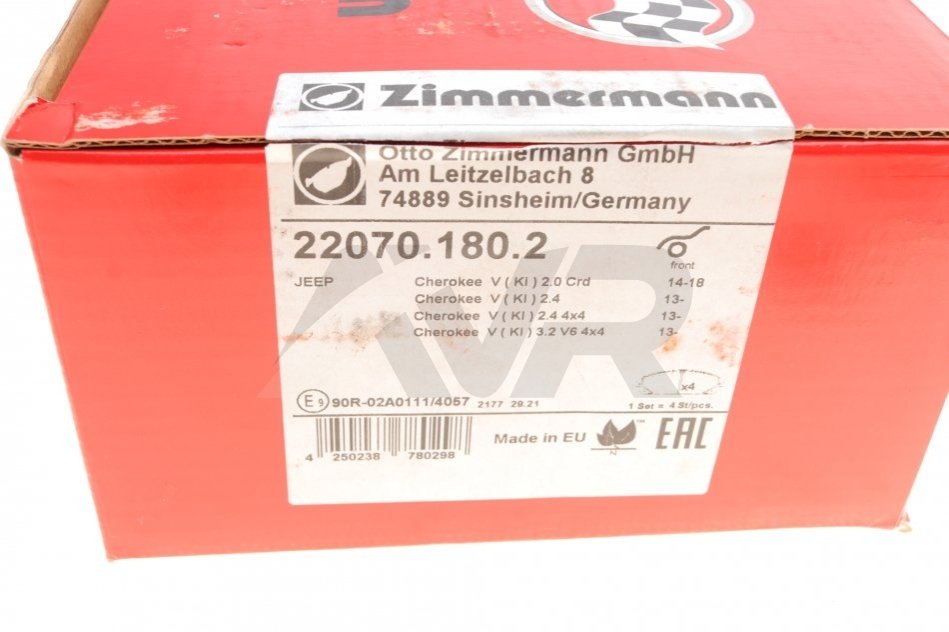 Zimmermann
Otto Zimmermann GmbH
Am Leitzelbach 8
74889 Sinsheim/Germany
22070.180.2
front
JEEP Cherokee V ( Kl ) 2.0 Crd 14-18
Cherokee V ( Kl ) 2.4 13-
Cherokee V ( Kl ) 2.4 4x4 13-
Cherokee V ( Kl ) 3.2 V6 4x4 13-
AVR
x4
E9 90R-02A0111/4057 2177 29.21 1 Set = 4 St/pcs.
Made in EU ™ EAC
N
4 250238 780298